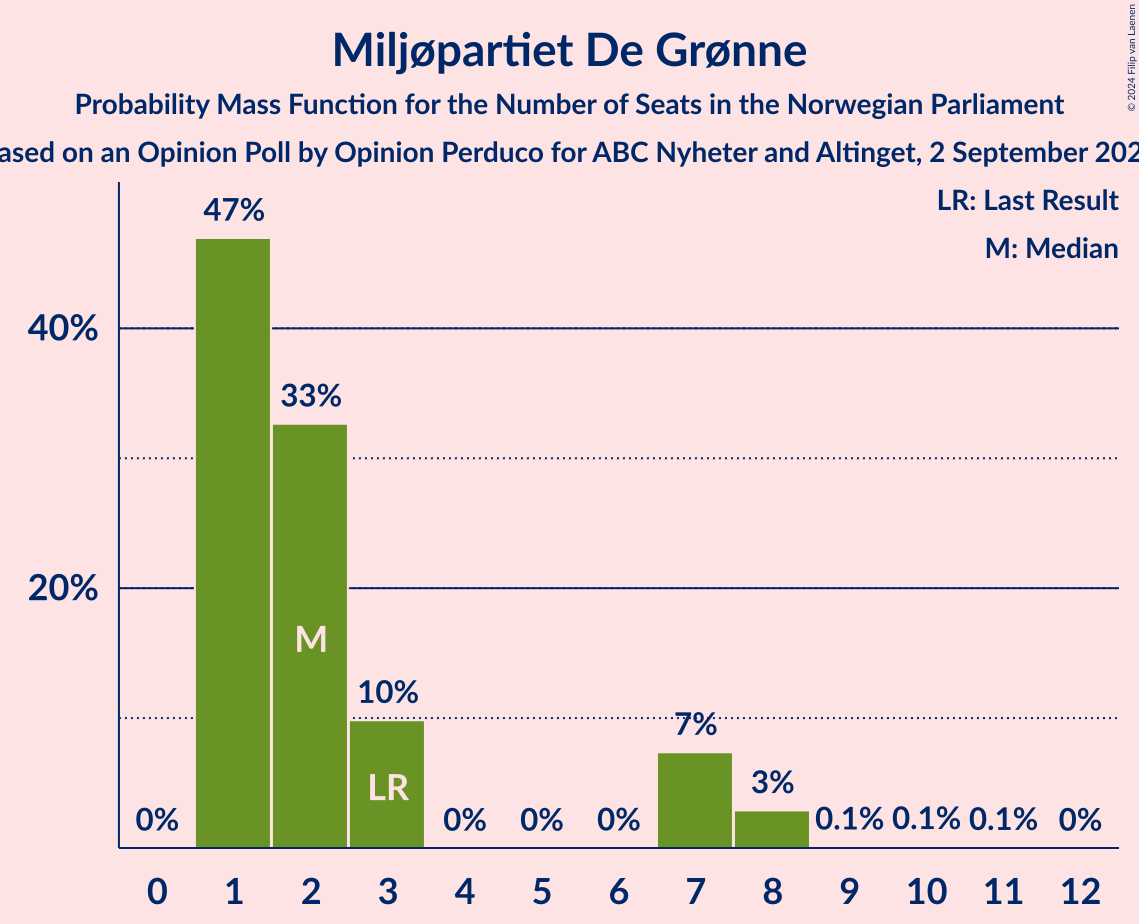 Miljøpartiet De Grønne
Probability Mass Function for the Number of Seats in the Norwegian Parliament
ased on an Opinion Poll by Opinion Perduco for ABC Nyheter and Altinget, 2 September 202
© 2024 Filip van Laenen
LR: Last Result
M: Median
47%
40%
33%
20%
M
10%
7%
LR
3%
0%
0%
0%
0%
0.1%
0.1%
0.1%
0%
0 1 2 3 4 5 6 7 8 9 10 11 12